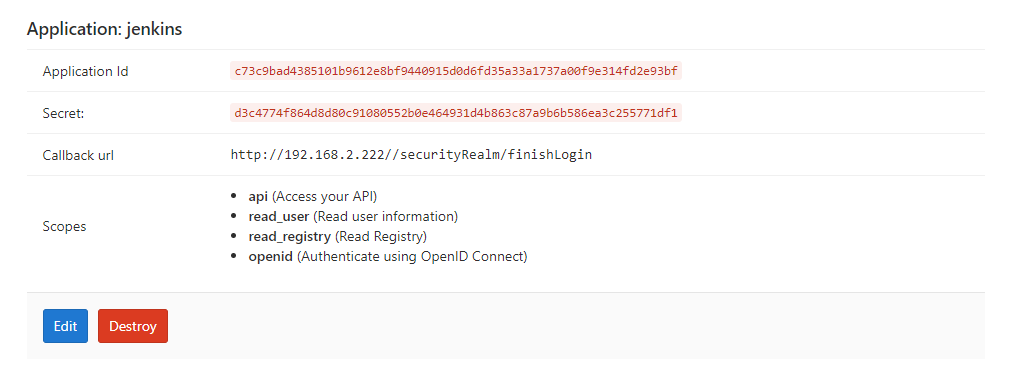 Application: jenkins
Application Id c73c9bad4385101b9612e8bf9440915d0d6fd35a33a1737a00f9e314fd2e93bf
Secret: d3c4774f864d8d80c91080552b0e464931d4b863c87a9b6b586ea3c255771df1
Callback url http://192.168.2.222//securityRealm/finishLogin
Scopes
• api (Access your API)
• read_user (Read user information)
• read_registry (Read Registry)
• openid (Authenticate using OpenID Connect)
Edit Destroy